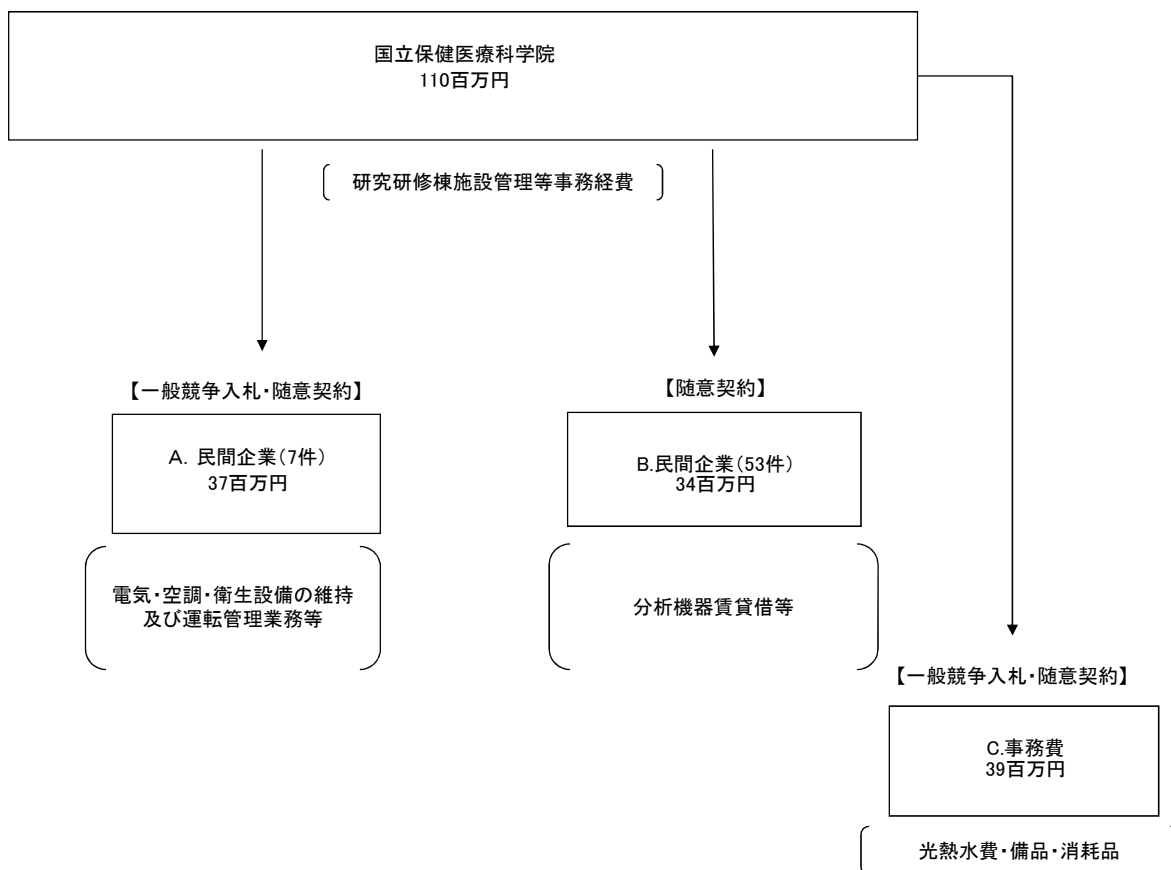 国立保健医療科学院
110百万円
研究研修棟施設管理等事務経費
【一般競争入札・随意契約】
A．民間企業（7件）
37百万円
電気・空調・衛生設備の維持
及び運転管理業務等
【随意契約】
B.民間企業（53件）
34百万円
分析機器賃貸借等
【一般競争入札・随意契約】
C.事務費
39百万円
光熱水費・備品・消耗品